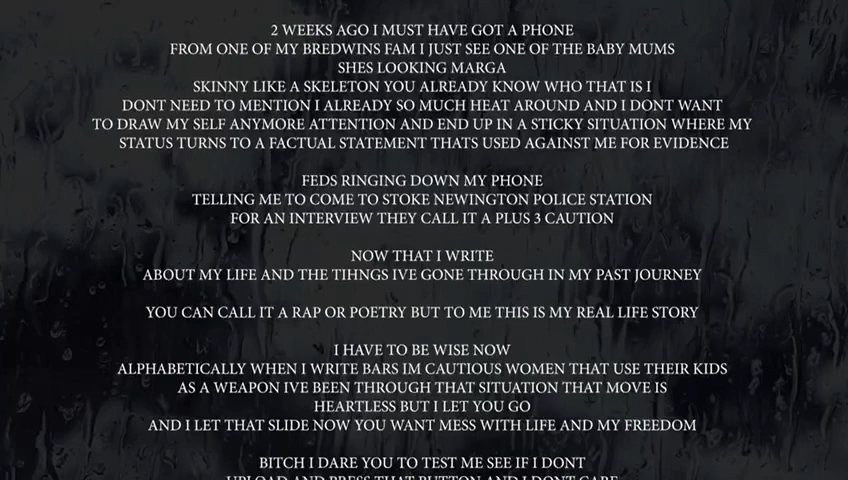 2 WEEKS AGO I MUST HAVE GOT A PHONE
FROM ONE OF MY BREDWINS FAM I JUST SEE ONE OF THE BABY MUMS
SHES LOOKING MARGA
SKINNY LIKE A SKELETON YOU ALREADY KNOW WHO THAT IS I
DONT NEED TO MENTION I ALREADY SO MUCH HEAT AROUND AND I DONT WANT
TO DRAW MY SELF ANYMORE ATTENTION AND END UP IN A STICKY SITUATION WHERE MY
STATUS TURNS TO A FACTUAL STATEMENT THATS USED AGAINST ME FOR EVIDENCE
FEDS RINGING DOWN MY PHONE
TELLING ME TO COME TO STOKE NEWINGTON POLICE STATION
FOR AN INTERVIEW THEY CALL IT A PLUS 3 CAUTION
NOW THAT I WRITE
ABOUT MY LIFE AND THE TIHNGS IVE GONE THROUGH IN MY PAST JOURNEY
YOU CAN CALL IT A RAP OR POETRY BUT TO ME THIS IS MY REAL LIFE STORY
I HAVE TO BE WISE NOW
ALPHABETICALLY WHEN I WRITE BARS IM CAUTIOUS WOMEN THAT USE THEIR KIDS
AS A WEAPON IVE BEEN THROUGH THAT SITUATION THAT MOVE IS
HEARTLESS BUT I LET YOU GO
AND I LET THAT SLIDE NOW YOU WANT MESS WITH LIFE AND MY FREEDOM
BITCH I DARE YOU TO TEST ME SEE IF I DONT
UPLOAD AND PRESS THAT BUTTON AND I DONT CARE